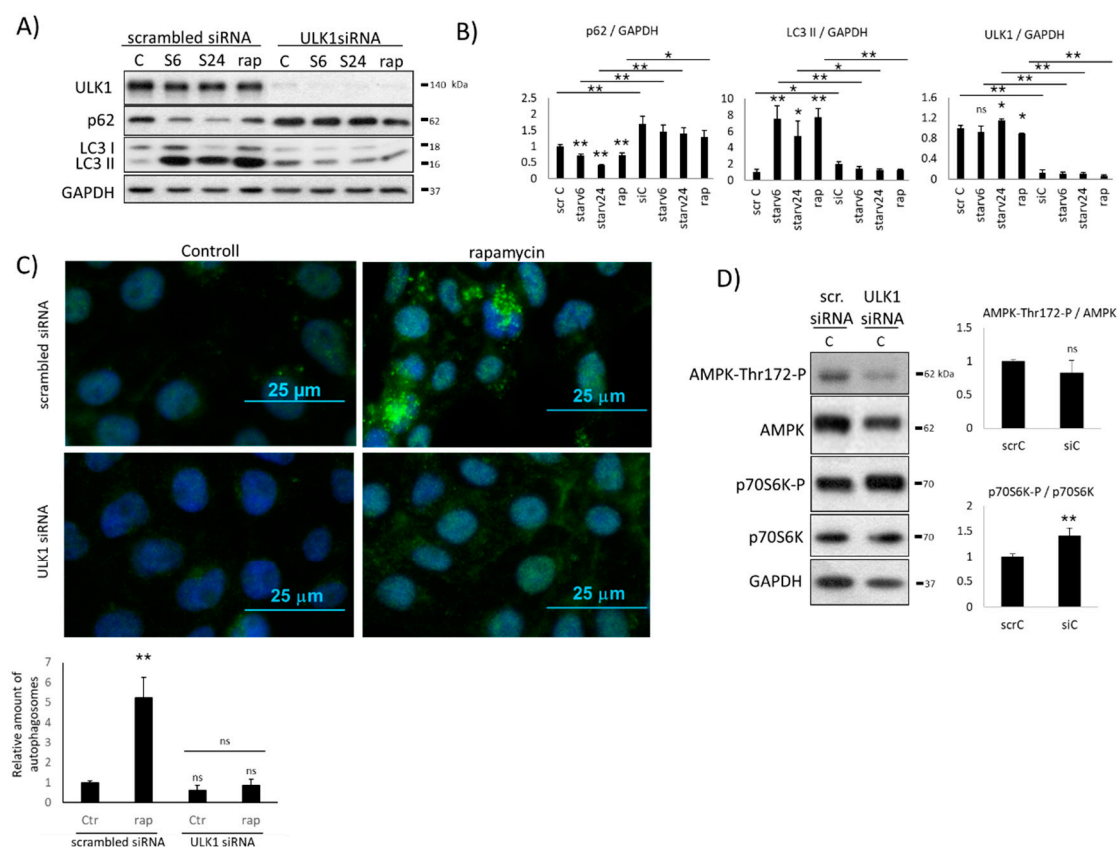 A)
scrambled siRNA ULK1siRNA
C S6 S24 rap C S6 S24 rap
ULK1 140 kDa
p62 62
LC3 I 18
LC3 II 16
GAPDH 37
B)
p62 / GAPDH LC3 II / GAPDH ULK1 / GAPDH
* ** **
** * **
** ** **
** * **
2.5
2
1.5
1
0.5
0
** ** **
scr C starv6 starv24 rap siC starv6 starv24 rap
10
8
6
4
2
0
** * **
scr C starv6 starv24 rap siC starv6 starv24 rap
1.6
1.2
0.8
0.4
0
ns * *
scr C starv6 starv24 rap siC starv6 starv24 rap
C)
Controll rapamycin
scrambled siRNA
25 µm 25 µm
ULK1 siRNA
25 µm 25 µm
Relative amount of autophagosomes
7
6
5
4
3
2
1
0
**
ns
ns ns
Ctr rap Ctr rap
scrambled siRNA ULK1 siRNA
D)
scr. ULK1
siRNA siRNA
C C
AMPK-Thr172-P 62 kDa
AMPK 62
p70S6K-P 70
p70S6K 70
GAPDH 37
AMPK-Thr172-P / AMPK
1.5
1
0.5
0
ns
scrC siC
p70S6K-P / p70S6K
2
1.5
1
0.5
0
**
scrC siC